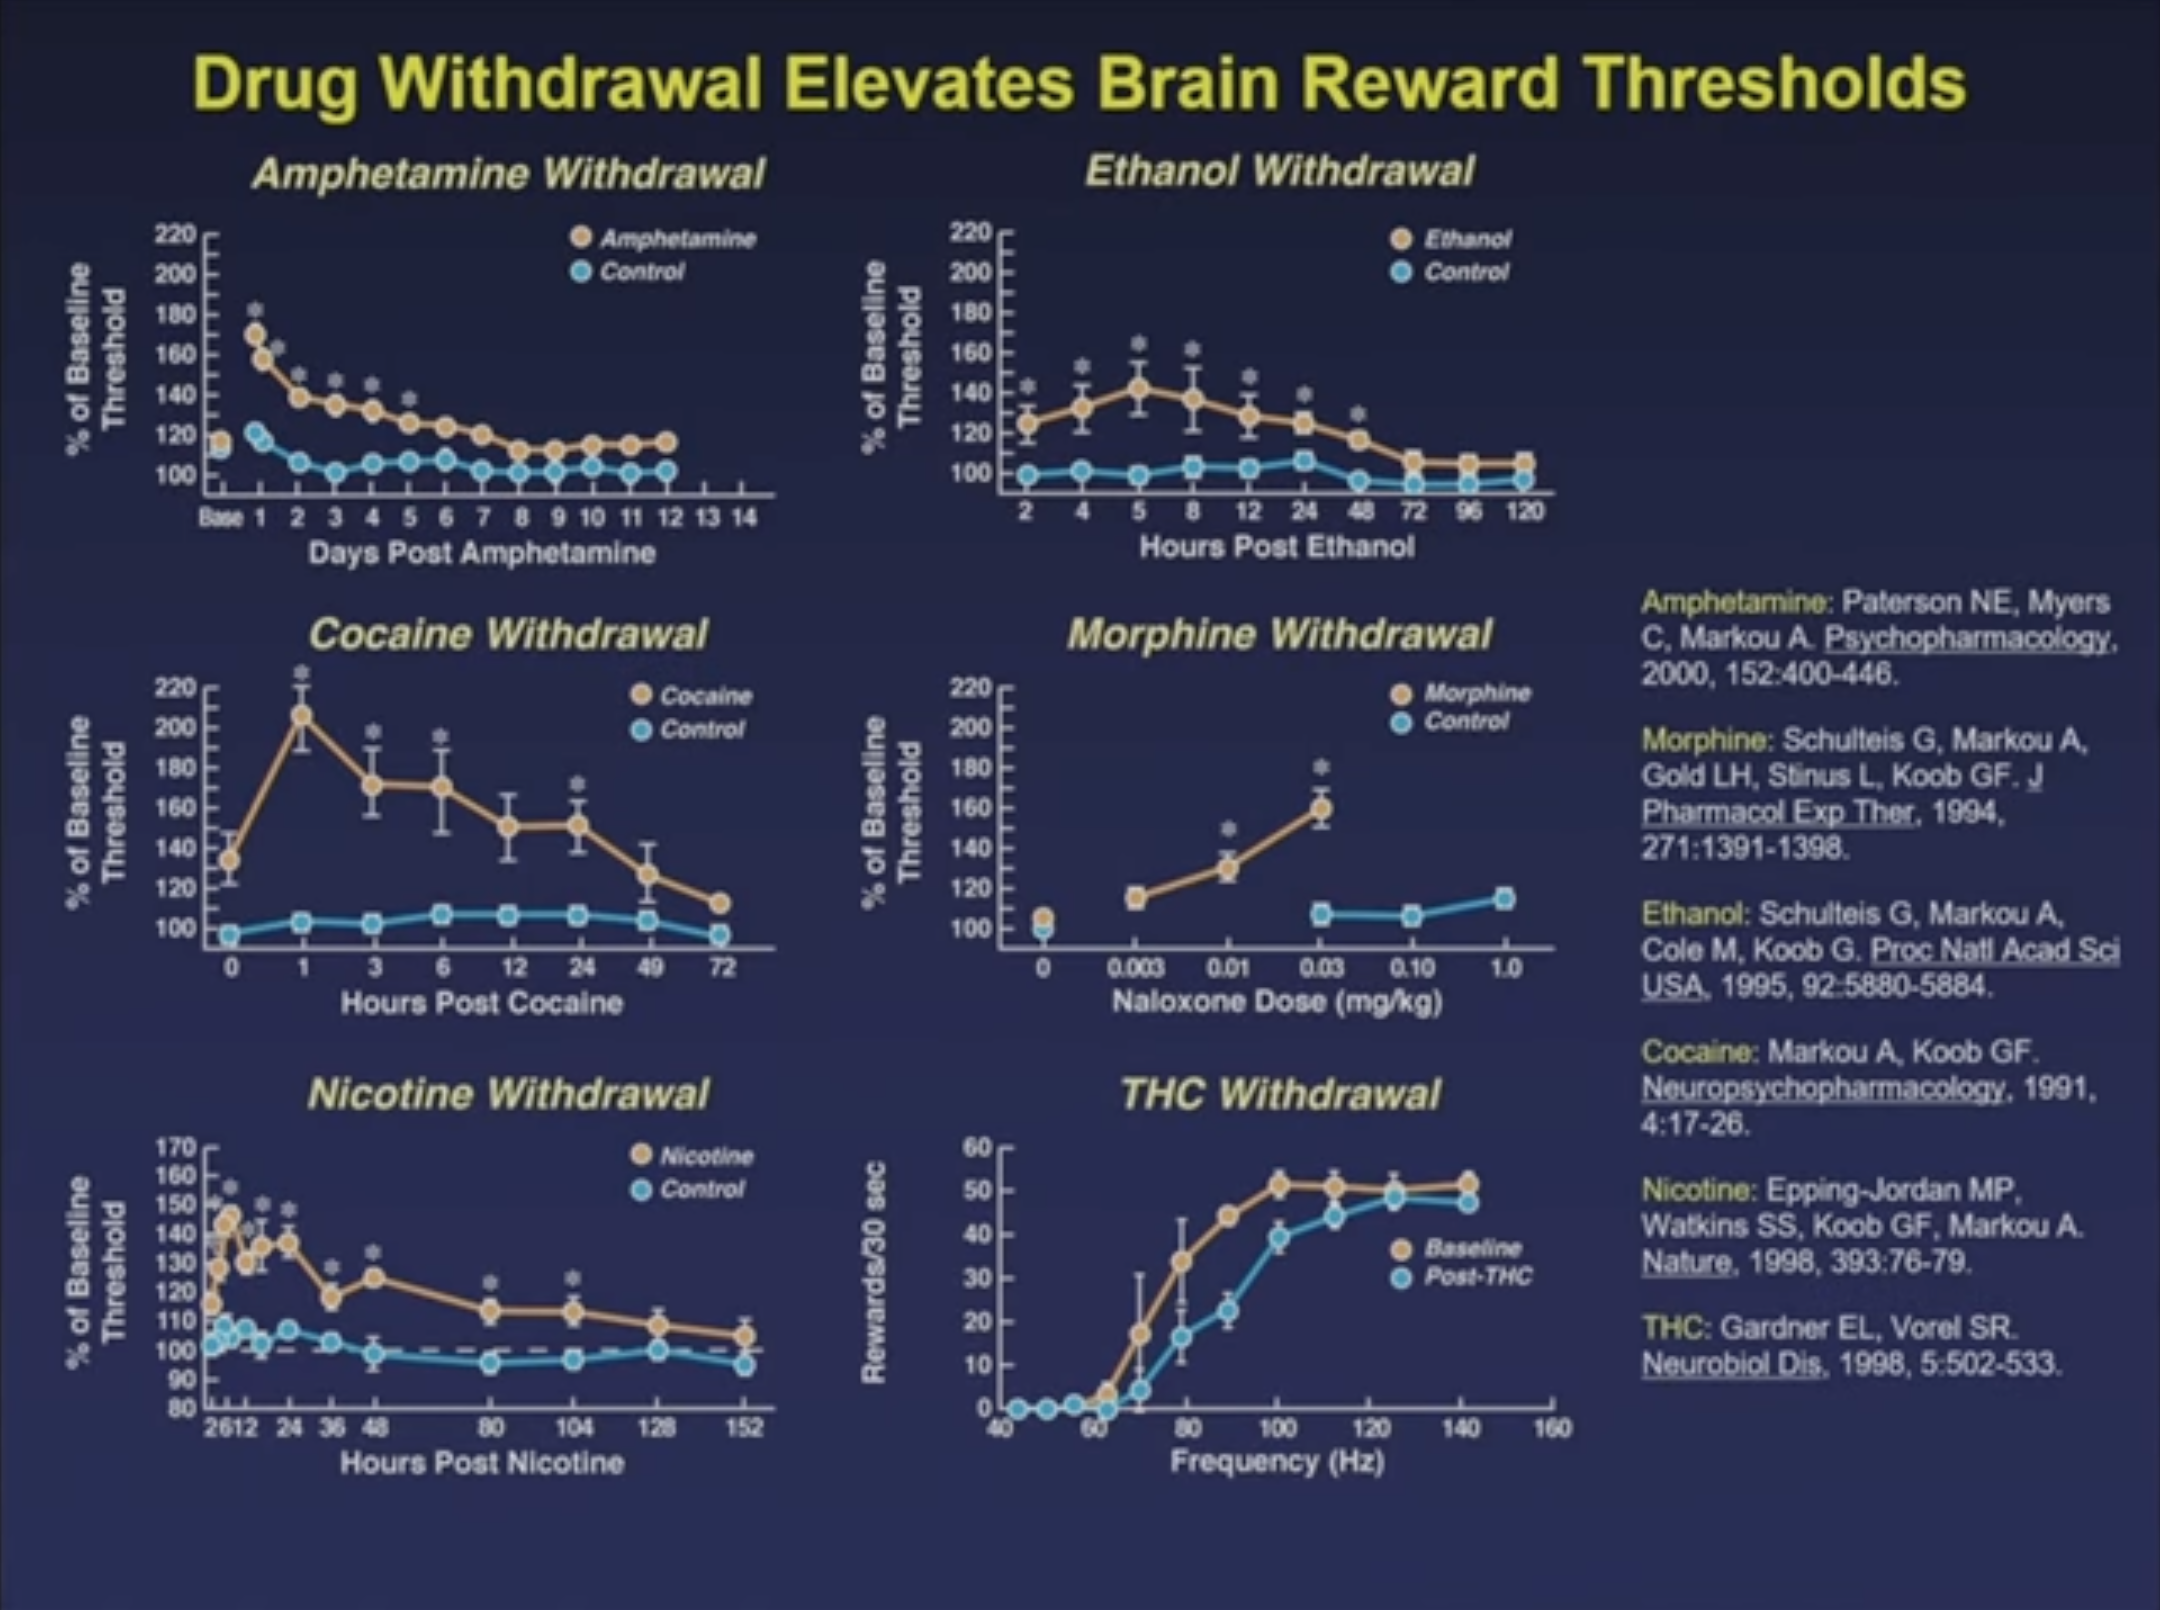 Drug Withdrawal Elevates Brain Reward Thresholds
Amphetamine Withdrawal
% of Baseline
Threshold
220
200
180
160
140
120
100
* * * * * *
Amphetamine
Control
Base 1 2 3 4 5 6 7 8 9 10 11 12 13 14
Days Post Amphetamine
Ethanol Withdrawal
% of Baseline
Threshold
220
200
180
160
140
120
100
* * * * * * *
Ethanol
Control
2 4 5 8 12 24 48 72 96 120
Hours Post Ethanol
Cocaine Withdrawal
% of Baseline
Threshold
220
200
180
160
140
120
100
* * * *
Cocaine
Control
0 1 3 6 12 24 49 72
Hours Post Cocaine
Morphine Withdrawal
% of Baseline
Threshold
220
200
180
160
140
120
100
* *
Morphine
Control
0 0.003 0.01 0.03 0.10 1.0
Naloxone Dose (mg/kg)
Nicotine Withdrawal
% of Baseline
Threshold
170
160
150
140
130
120
110
100
90
80
* * * * * * * * *  *
Nicotine
Control
2 6 12 24 36 48 80 104 128 152
Hours Post Nicotine
THC Withdrawal
Rewards/30 sec
60
50
40
30
20
10
0
Baseline
Post-THC
40 60 80 100 120 140 160
Frequency (Hz)
Amphetamine: Paterson NE, Myers
C, Markou A. Psychopharmacology,
2000, 152:400-446.
Morphine: Schulteis G, Markou A,
Gold LH, Stinus L, Koob GF. J
Pharmacol Exp Ther, 1994,
271:1391-1398.
Ethanol: Schulteis G, Markou A,
Cole M, Koob G. Proc Natl Acad Sci
USA, 1995, 92:5880-5884.
Cocaine: Markou A, Koob GF.
Neuropsychopharmacology, 1991,
4:17-26.
Nicotine: Epping-Jordan MP,
Watkins SS, Koob GF, Markou A.
Nature, 1998, 393:76-79.
THC: Gardner EL, Vorel SR.
Neurobiol Dis, 1998, 5:502-533.